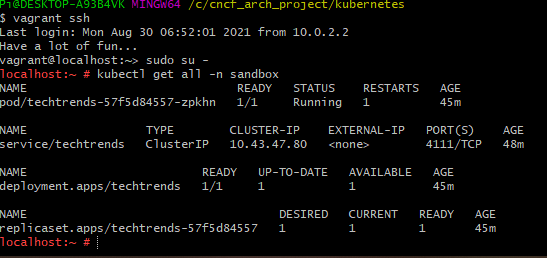 Pi@DESKTOP-A93B4VK MINGW64 /c/cncf_arch_project/kubernetes
$ vagrant ssh
Last login: Mon Aug 30 06:52:01 2021 from 10.0.2.2
Have a lot of fun...
vagrant@localhost:~> sudo su -
localhost:~ # kubectl get all -n sandbox
NAME READY STATUS RESTARTS AGE
pod/techtrends-57f5d84557-zpkhn 1/1 Running 1 45m
NAME TYPE CLUSTER-IP EXTERNAL-IP PORT(S) AGE
service/techtrends ClusterIP 10.43.47.80 <none> 4111/TCP 48m
NAME READY UP-TO-DATE AVAILABLE AGE
deployment.apps/techtrends 1/1 1 1 45m
NAME DESIRED CURRENT READY AGE
replicaset.apps/techtrends-57f5d84557 1 1 1 45m
localhost:~ #